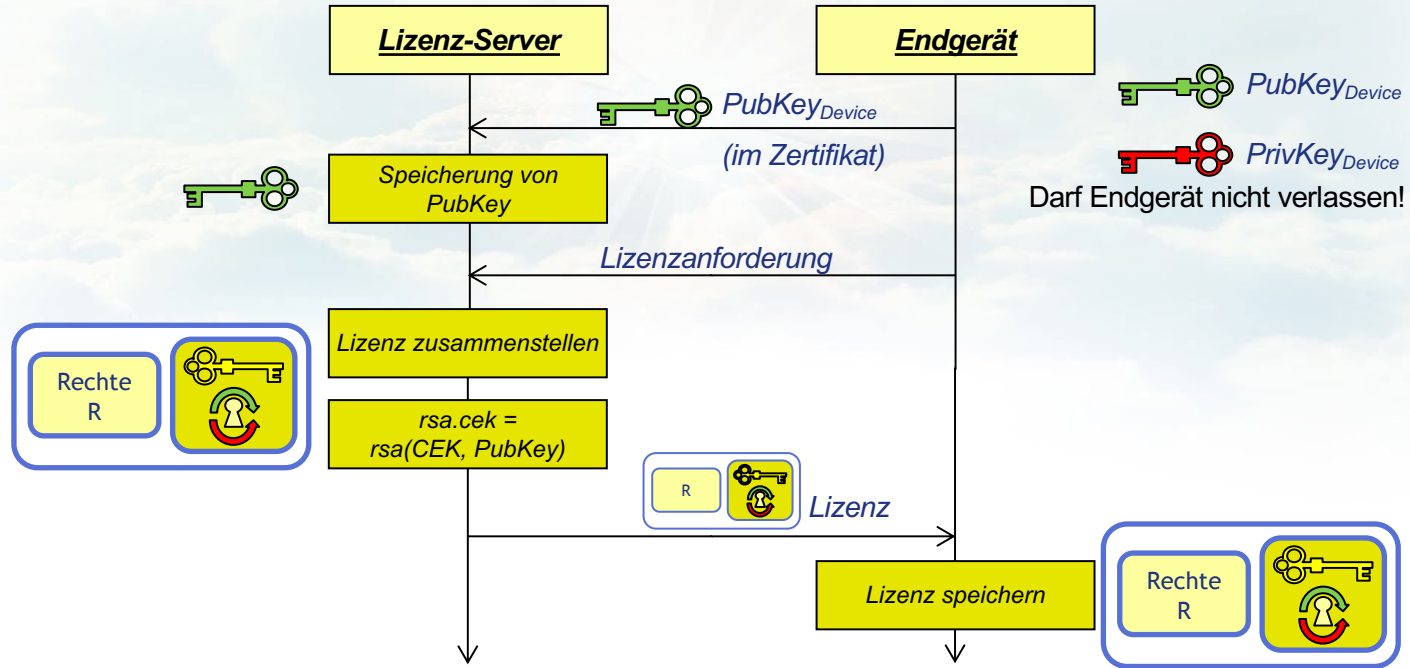 Lizenz-Server
Endgerät
PubKeyDevice
(im Zertifikat)
PubKeyDevice
PrivKeyDevice
Darf Endgerät nicht verlassen!
Speicherung von
PubKey
Lizenzanforderung
Lizenz zusammenstellen
Rechte
R
rsa.cek =
rsa(CEK, PubKey)
R
Lizenz
Lizenz speichern
Rechte
R